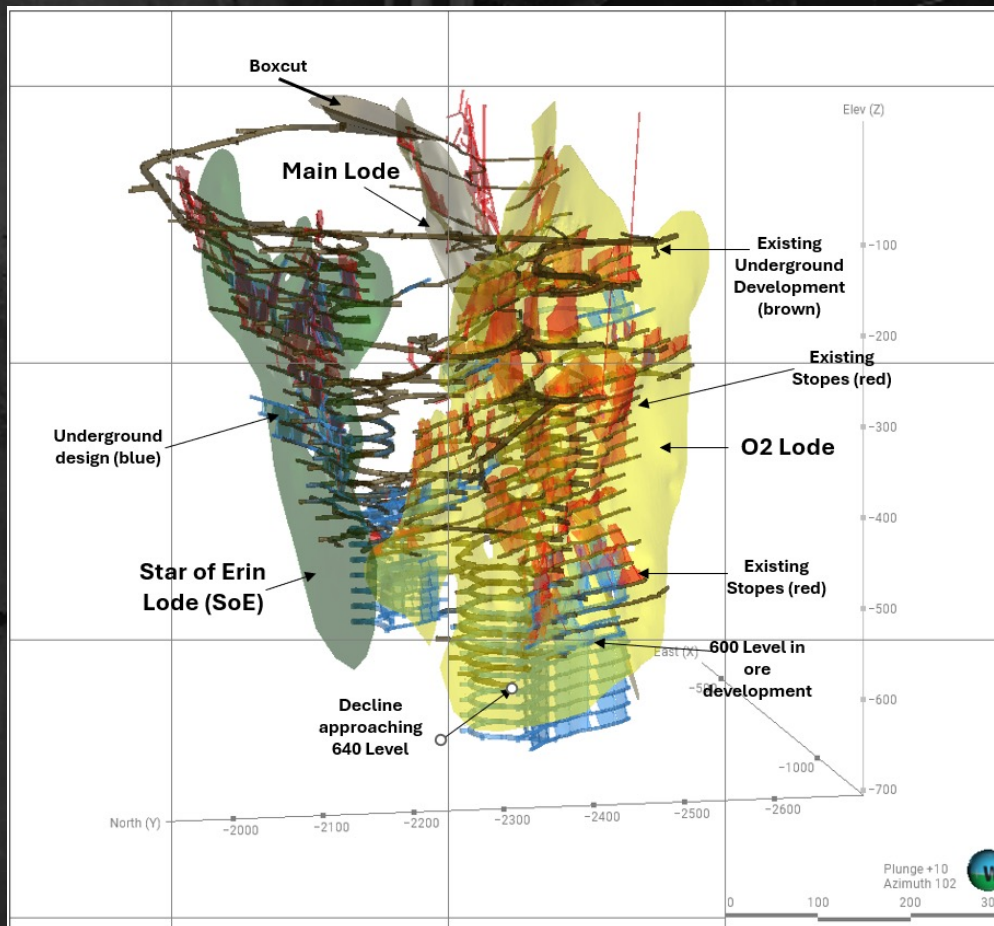 Boxcut
Elev (Z)
Main Lode
-100
Existing
Underground
Development
(brown)
-200
Existing
Stopes (red)
-300
Underground
design (blue)
O2 Lode
-400
Star of Erin
Lode (SoE)
Existing
Stopes (red)
-500
East (X)
600 Level in
ore
development
-600
Decline
approaching
640 Level
-1000
-700
North (Y)
-2000
-2100
-2200
-2300
-2400
-2500
-2600
Plunge +10
Azimuth 102
0
100
200